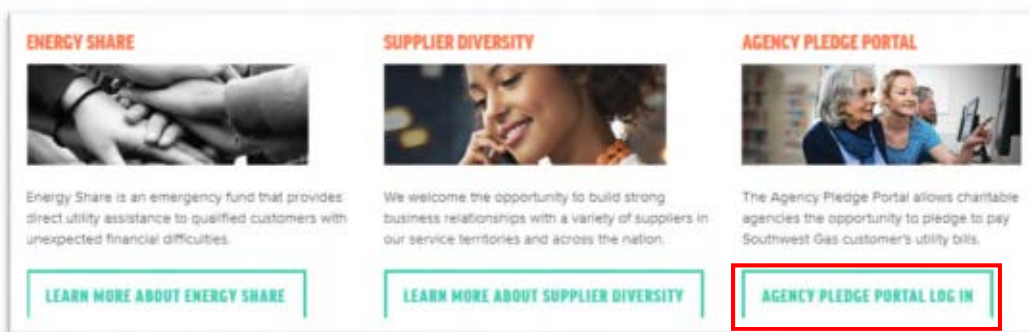 ENERGY SHARE
Energy Share is an emergency fund that provides
direct utility assistance to qualified customers with
unexpected financial difficulties.
LEARN MORE ABOUT ENERGY SHARE
SUPPLIER DIVERSITY
We welcome the opportunity to build strong
business relationships with a variety of suppliers in
our service territories and across the nation.
LEARN MORE ABOUT SUPPLIER DIVERSITY
AGENCY PLEDGE PORTAL
The Agency Pledge Portal allows charitable
agencies the opportunity to pledge to pay
Southwest Gas customer's utility bills.
AGENCY PLEDGE PORTAL LOG IN